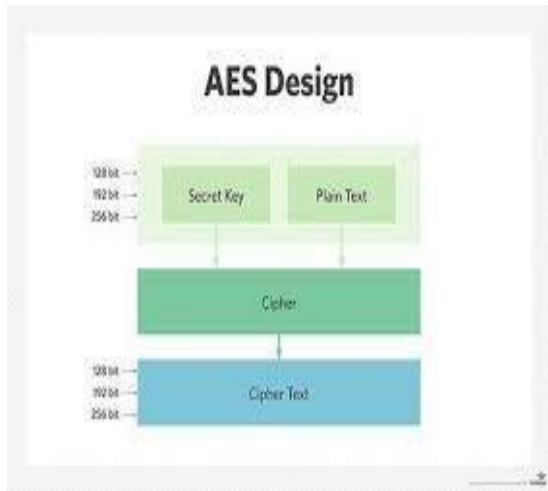 AES Design
128 bit
192 bit
256 bit
Secret Key
Plain Text
Cipher
128 bit
192 bit
256 bit
Cipher Text